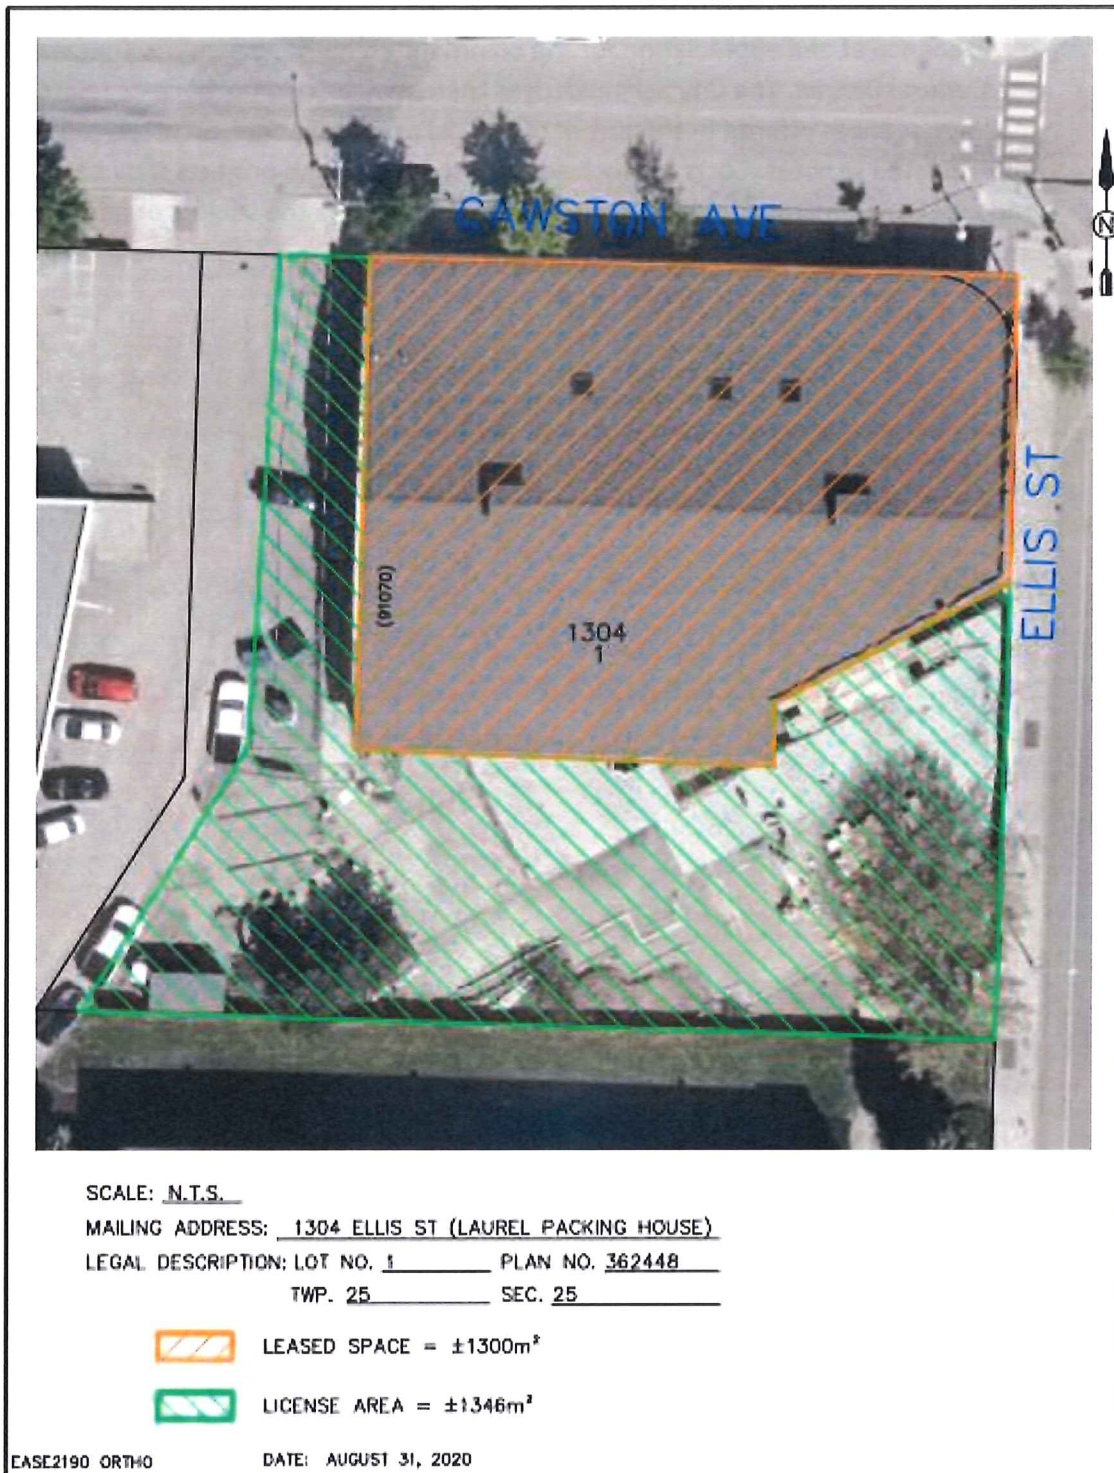 CAWSTON AVE
N
ELLIS ST
(91070)
1304
1
SCALE: N.T.S.
MAILING ADDRESS: 1304 ELLIS ST (LAUREL PACKING HOUSE)
LEGAL DESCRIPTION: LOT NO. 1 PLAN NO. 362448
TWP. 25 SEC. 25
LEASED SPACE = ±1300m²
LICENSE AREA = ±1346m²
EASE2190 ORTHO DATE: AUGUST 31, 2020